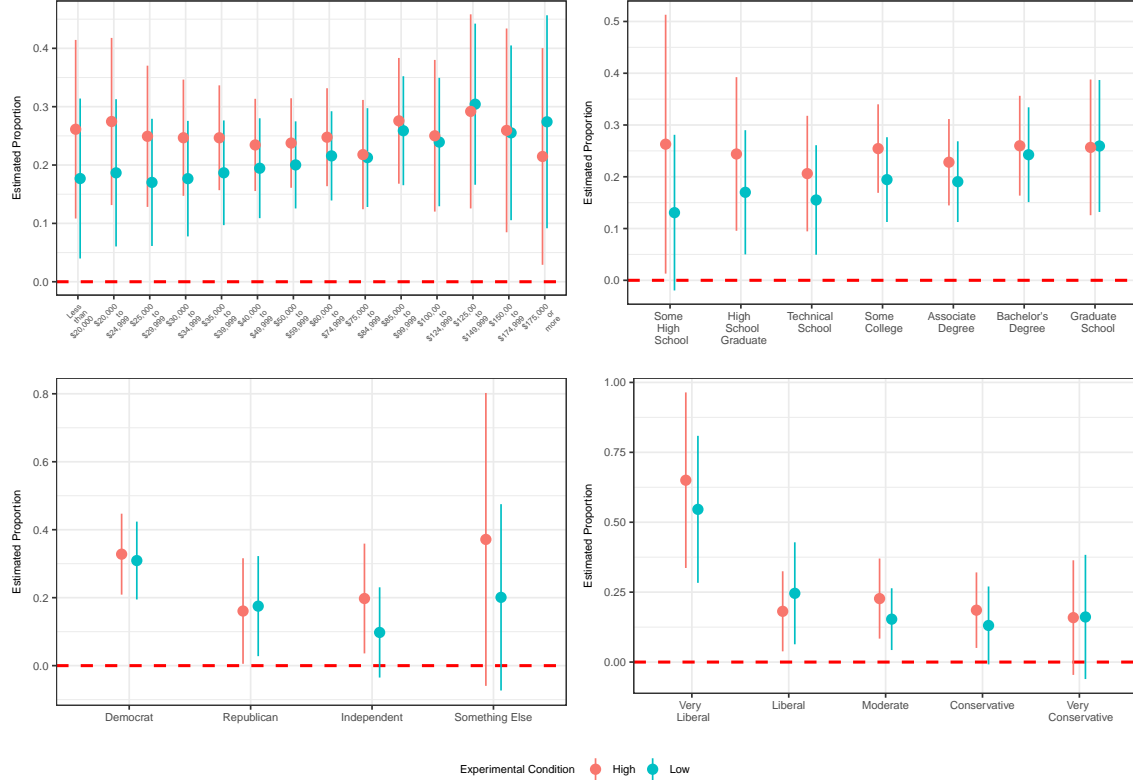 Estimated Proportion
0.4
0.3
0.2
0.1
0.0
Less
than
$20,000
$20,000
to
$24,999
$25,000
to
$29,999
$30,000
to
$34,999
$35,000
to
$39,999
$40,000
to
$49,999
$50,000
to
$59,999
$60,000
to
$74,999
$75,000
to
$84,999
$85,000
to
$99,999
$100,00
to
$124,999
$125,00
to
$149,999
$150,00
to
$174,999
$175,000
or
more
Estimated Proportion
0.5
0.4
0.3
0.2
0.1
0.0
Some
High
School
High
School
Graduate
Technical
School
Some
College
Associate
Degree
Bachelor's
Degree
Graduate
School
Estimated Proportion
0.8
0.6
0.4
0.2
0.0
Democrat
Republican
Independent
Something Else
Estimated Proportion
1.00
0.75
0.50
0.25
0.00
Very
Liberal
Liberal
Moderate
Conservative
Very
Conservative
Experimental Condition High Low